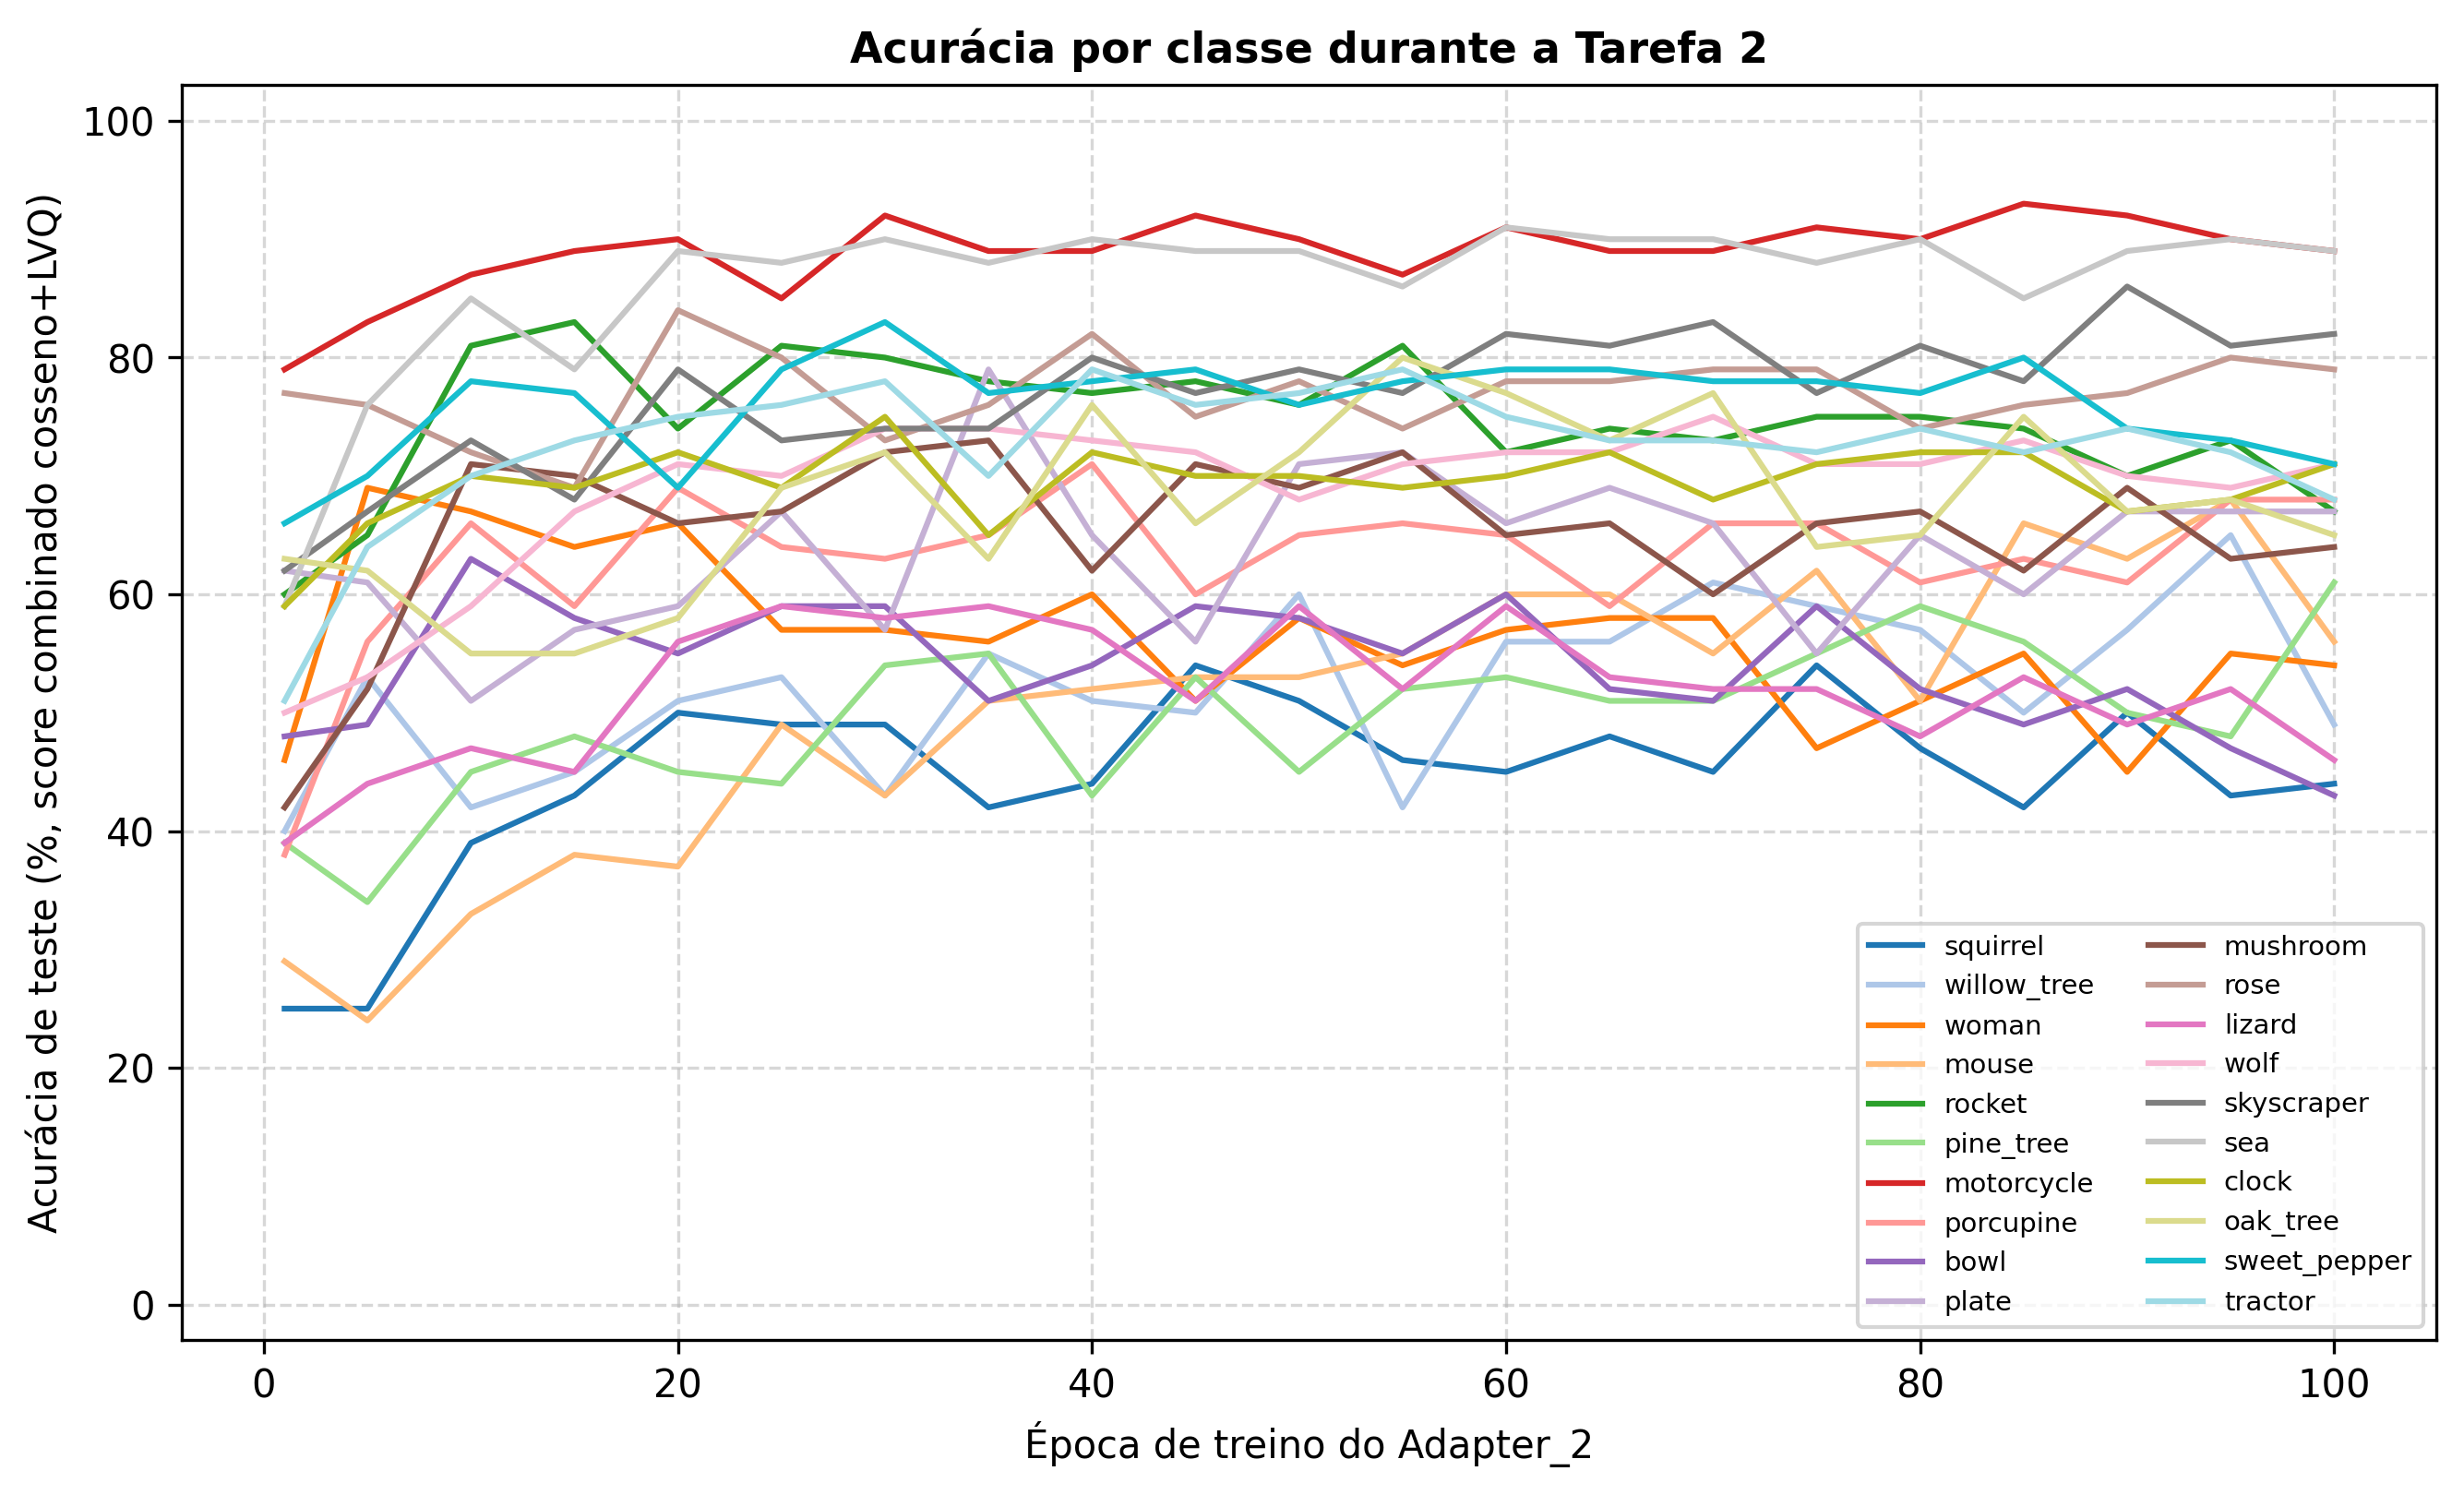 Acurácia por classe durante a Tarefa 2
Acurácia de teste (%, score combinado cosseno+LVQ)
100
80
60
40
20
0
0 20 40 60 80 100
Época de treino do Adapter_2
squirrel
willow_tree
woman
mouse
rocket
pine_tree
motorcycle
porcupine
bowl
plate
mushroom
rose
lizard
wolf
skyscraper
sea
clock
oak_tree
sweet_pepper
tractor